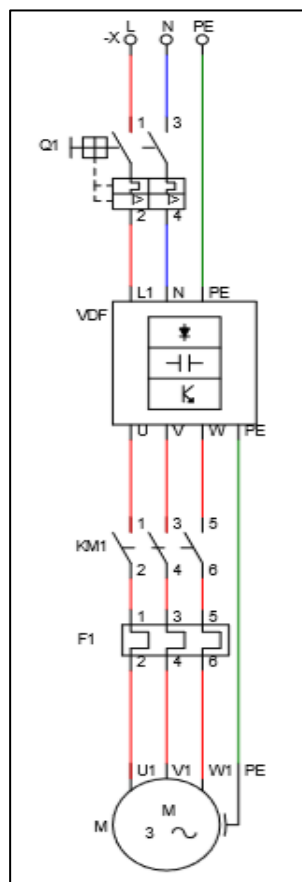 -X L N PE
1 3
Q1
2 4
L1 N PE
VDF
U V W PE
1 3 5
KM1
2 4 6
1 3 5
F1
2 4 6
U1 V1 W1 PE
M
M
3